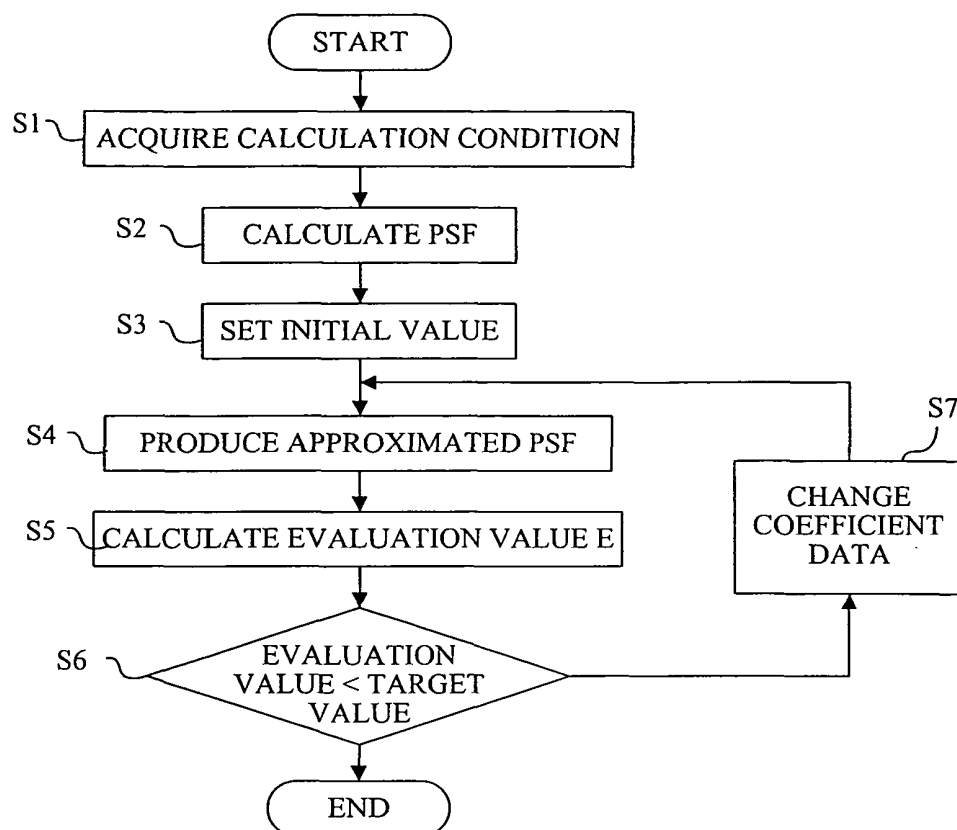 START
S1
ACQUIRE CALCULATION CONDITION
S2
CALCULATE PSF
S3
SET INITIAL VALUE
S4
PRODUCE APPROXIMATED PSF
S7
CHANGE
COEFFICIENT
DATA
S5
CALCULATE EVALUATION VALUE E
S6
EVALUATION
VALUE < TARGET
VALUE
END